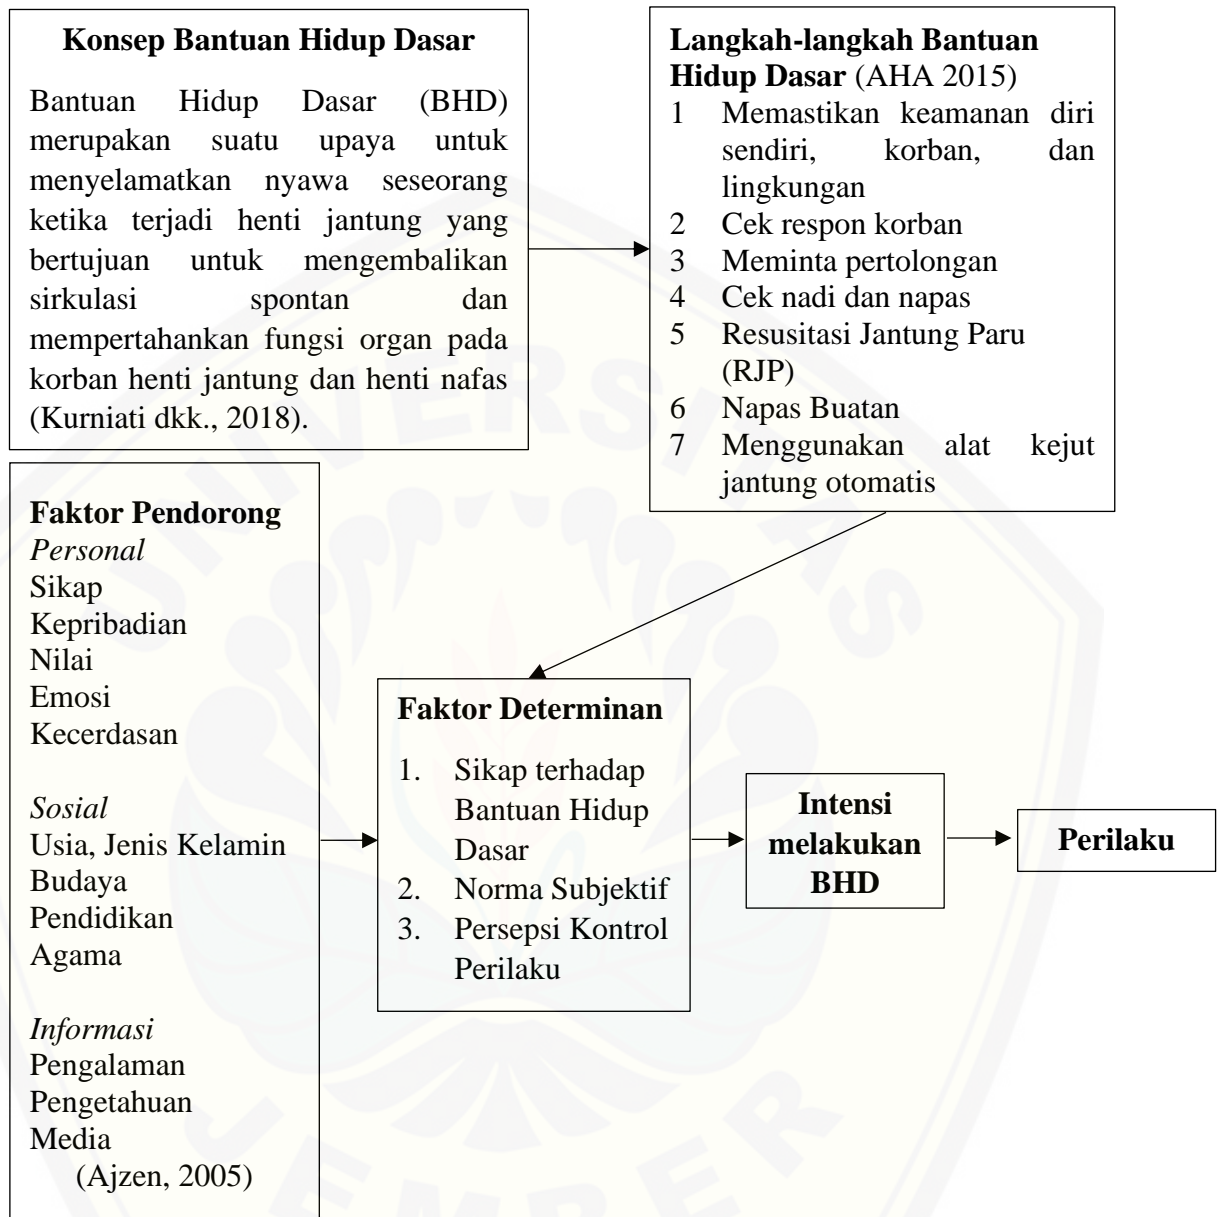 Konsep Bantuan Hidup Dasar
Bantuan Hidup Dasar (BHD)
merupakan suatu upaya untuk
menyelamatkan nyawa seseorang
ketika terjadi henti jantung yang
bertujuan untuk mengembalikan
sirkulasi spontan dan
mempertahankan fungsi organ pada
korban henti jantung dan henti nafas
(Kurniati dkk., 2018).
Langkah-langkah Bantuan
Hidup Dasar (AHA 2015)
1 Memastikan keamanan diri
sendiri, korban, dan
lingkungan
2 Cek respon korban
3 Meminta pertolongan
4 Cek nadi dan napas
5 Resusitasi Jantung Paru
(RJP)
6 Napas Buatan
7 Menggunakan alat kejut
jantung otomatis
Faktor Pendorong
Personal
Sikap
Kepribadian
Nilai
Emosi
Kecerdasan
Sosial
Usia, Jenis Kelamin
Budaya
Pendidikan
Agama
Informasi
Pengalaman
Pengetahuan
Media
(Ajzen, 2005)
Faktor Determinan
1. Sikap terhadap
Bantuan Hidup
Dasar
2. Norma Subjektif
3. Persepsi Kontrol
Perilaku
Intensi
melakukan
BHD
Perilaku
UNIVERSITAS
JEMBER